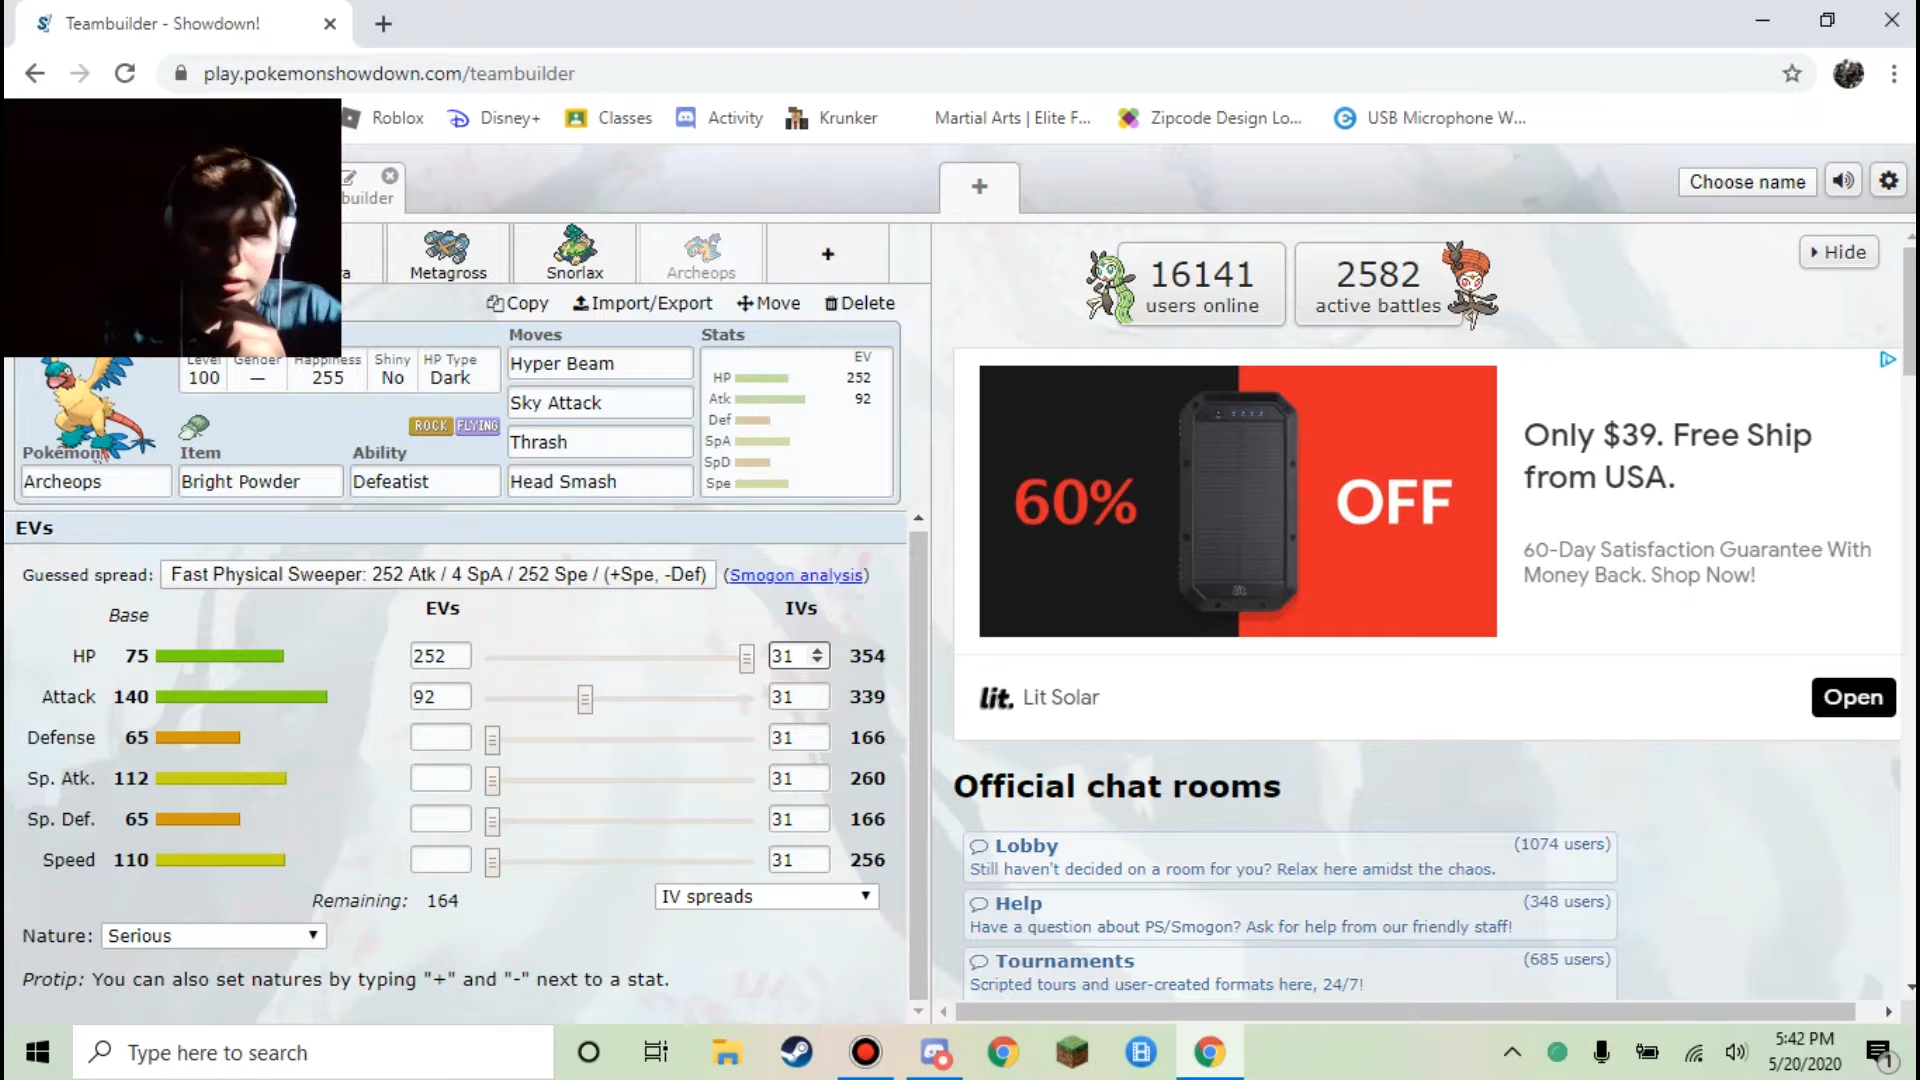 Teambuilder - Showdown!
play.pokemonshowdown.com/teambuilder
Roblox
Disney+
Classes
Activity
Krunker
Martial Arts | Elite F...
Zipcode Design Lo...
USB Microphone W...
builder
+
Choose name
Metagross
Snorlax
Archeops
+
Copy
Import/Export
Move
Delete
Level
100
Gender
—
Happiness
255
Shiny
No
HP Type
Dark
ROCK FLYING
Pokémon
Archeops
Item
Bright Powder
Ability
Defeatist
Moves
Hyper Beam
Sky Attack
Thrash
Head Smash
Stats
EV
HP 252
Atk 92
Def
SpA
SpD
Spe
EVs
Guessed spread: Fast Physical Sweeper: 252 Atk / 4 SpA / 252 Spe / (+Spe, -Def) (Smogon analysis)
Base EVs IVs
HP 75 252 31 354
Attack 140 92 31 339
Defense 65 31 166
Sp. Atk. 112 31 260
Sp. Def. 65 31 166
Speed 110 31 256
Remaining: 164
IV spreads
Nature: Serious
Protip: You can also set natures by typing "+" and "-" next to a stat.
16141
users online
2582
active battles
Hide
60% OFF
Only $39. Free Ship
from USA.
60-Day Satisfaction Guarantee With
Money Back. Shop Now!
lit. Lit Solar
Open
Official chat rooms
Lobby (1074 users)
Still haven't decided on a room for you? Relax here amidst the chaos.
Help (348 users)
Have a question about PS/Smogon? Ask for help from our friendly staff!
Tournaments (685 users)
Scripted tours and user-created formats here, 24/7!
Type here to search
5:42 PM
5/20/2020
1